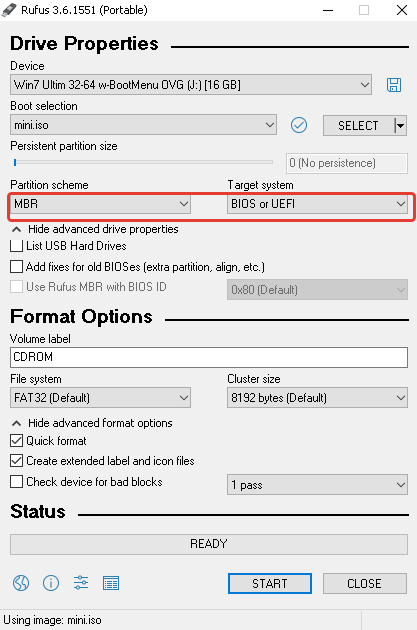 Rufus 3.6.1551 (Portable)
Drive Properties
Device
Win7 Ultim 32-64 w-BootMenu OVG (J:) [16 GB]
Boot selection
mini.iso
SELECT
Persistent partition size
0 (No persistence)
Partition scheme
Target system
MBR
BIOS or UEFI
Hide advanced drive properties
List USB Hard Drives
Add fixes for old BIOSes (extra partition, align, etc.)
Use Rufus MBR with BIOS ID
0x80 (Default)
Format Options
Volume label
CDROM
File system
Cluster size
FAT32 (Default)
8192 bytes (Default)
Hide advanced format options
Quick format
Create extended label and icon files
Check device for bad blocks
1 pass
Status
READY
START
CLOSE
Using image: mini.iso